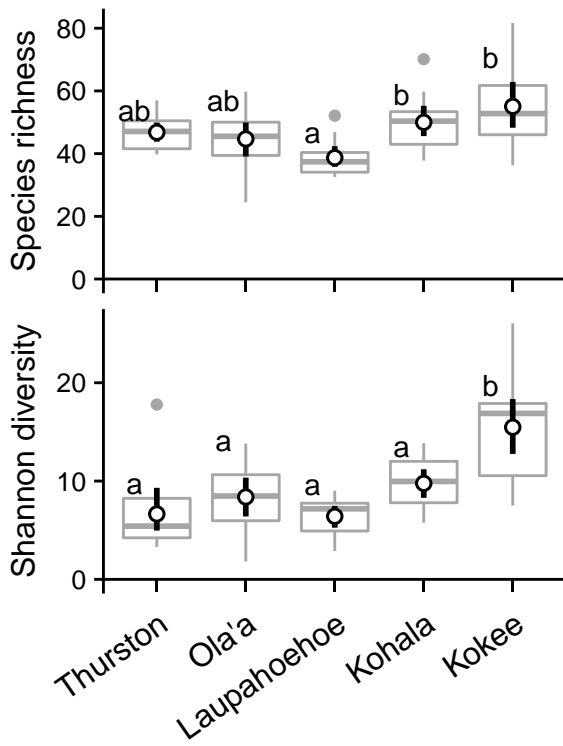 Species richness
80
60
40
20
0
ab
ab
a
b
b
Shannon diversity
20
10
0
a
a
a
a
b
Thurston
Ola'a
Laupahoehoe
Kohala
Kokee